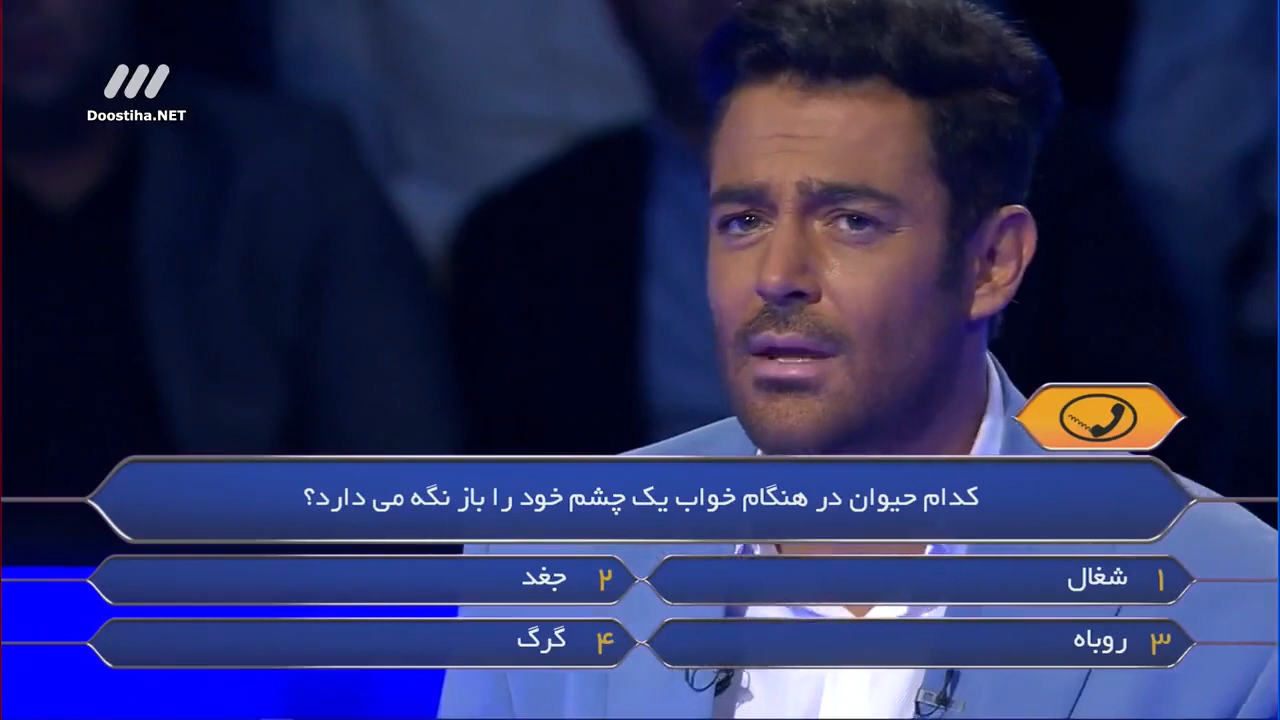 Doostiha.NET
کدام حیوان در هنگام خواب یک چشم خود را باز نگه می دارد؟
۱ شغال
۲ جغد
۳ روباه
۴ گرگ